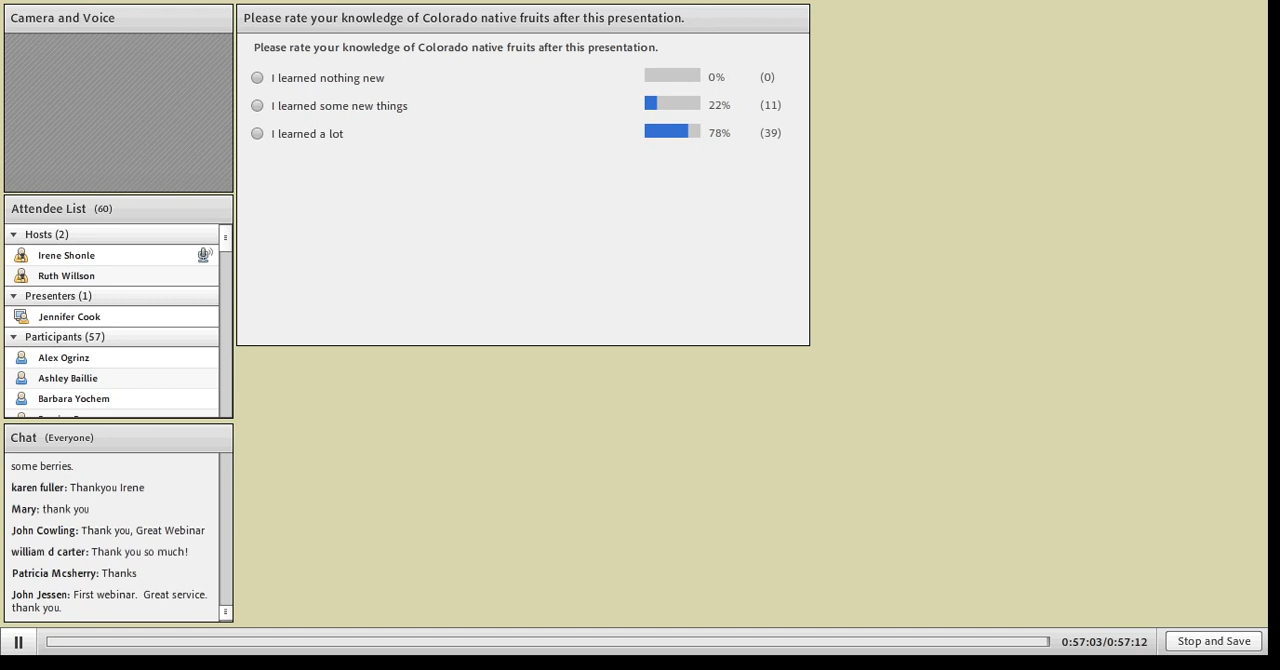 Camera and Voice
Please rate your knowledge of Colorado native fruits after this presentation.
Please rate your knowledge of Colorado native fruits after this presentation.
I learned nothing new 0% (0)
I learned some new things 22% (11)
I learned a lot 78% (39)
Attendee List (60)
Hosts (2)
Irene Shonle
Ruth Willson
Presenters (1)
Jennifer Cook
Participants (57)
Alex Ogrinz
Ashley Baillie
Barbara Yochem
Chat (Everyone)
some berries.
karen fuller: Thankyou Irene
Mary: thank you
John Cowling: Thank you, Great Webinar
william d carter: Thank you so much!
Patricia Mcsherry: Thanks
John Jessen: First webinar. Great service.
thank you.
0:57:03/0:57:12
Stop and Save